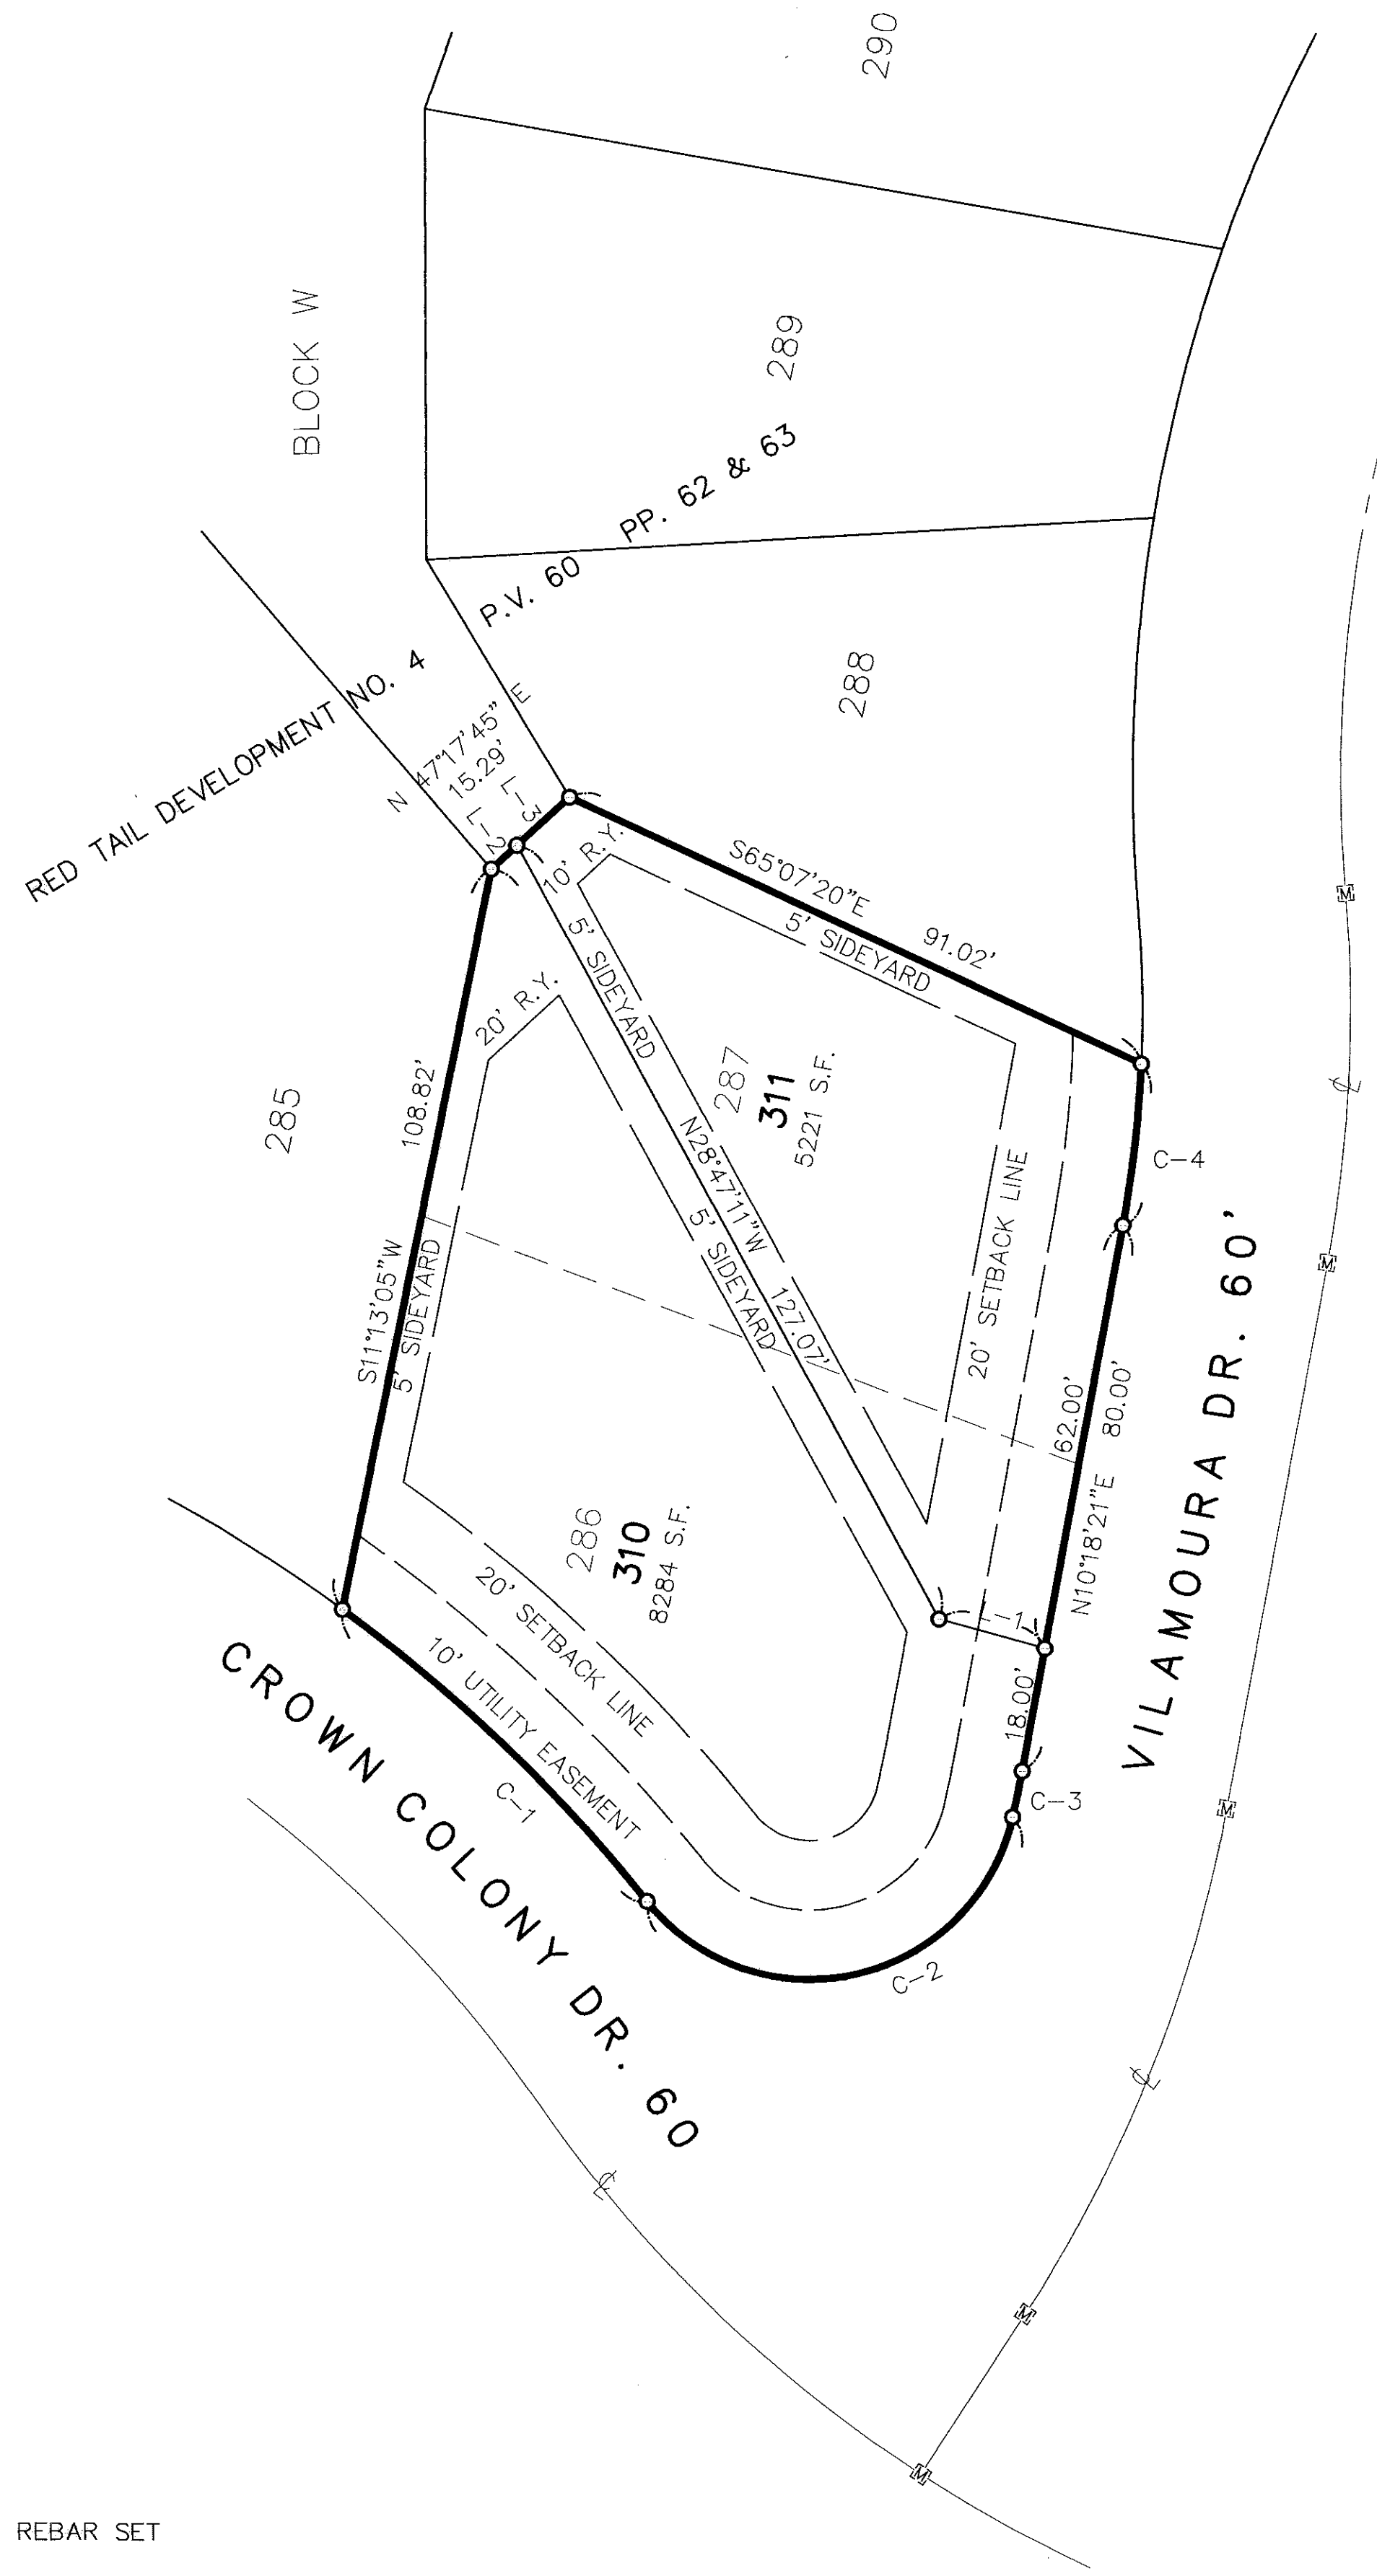 290
BLOCK W
289
PP. 62 & 63
P.V. 60
288
RED TAIL DEVELOPMENT NO. 4
N 47°17'45" E
15.29'
L-3
L-2
10' R.Y.
S65°07'20"E 91.02'
5' SIDEYARD
5' SIDEYARD
20' R.Y.
287
311
5221 S.F.
285
108.82'
S11°13'05"W
5' SIDEYARD
N28°47'11"W 127.07'
5' SIDEYARD
20' SETBACK LINE
C-4
62.00'
80.00'
N10°18'21"E
VILAMOURA DR. 60'
286
310
8284 S.F.
20' SETBACK LINE
10' UTILITY EASEMENT
L-1
18.00'
C-3
C-1
C-2
CROWN COLONY DR. 60
M
M
M
M
M
REBAR SET